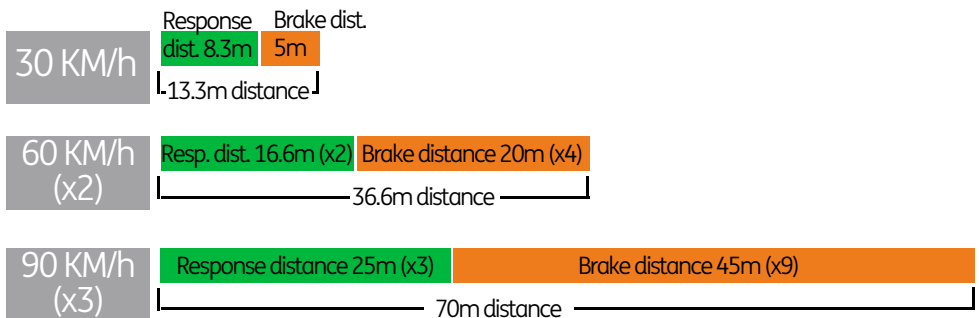 Response Brake dist.
30 KM/h dist. 8.3m 5m
13.3m distance
60 KM/h
(x2)
Resp. dist. 16.6m (x2) Brake distance 20m (x4)
36.6m distance
90 KM/h
(x3)
Response distance 25m (x3) Brake distance 45m (x9)
70m distance